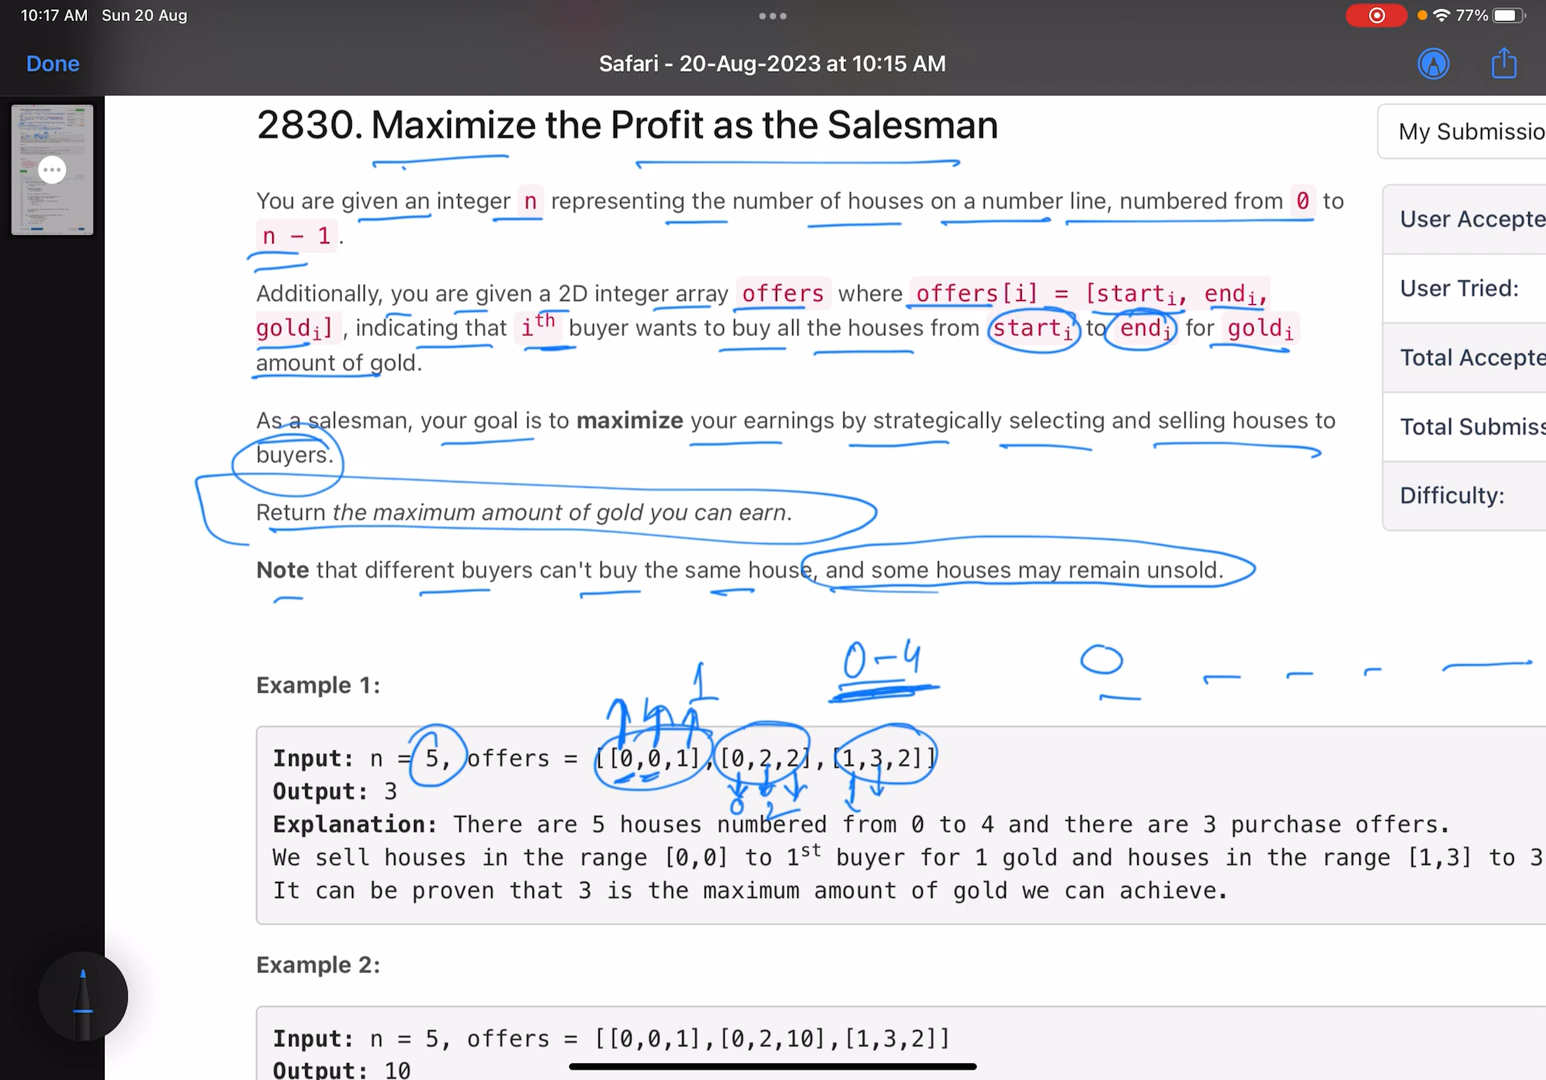 10:17 AM Sun 20 Aug
77%
Done
Safari - 20-Aug-2023 at 10:15 AM
2830. Maximize the Profit as the Salesman
My Submissio
You are given an integer n representing the number of houses on a number line, numbered from 0 to
n - 1.
User Accepte
Additionally, you are given a 2D integer array offers where offers[i] = [starti, endi,
goldi], indicating that ith buyer wants to buy all the houses from starti to endi for goldi
amount of gold.
User Tried:
Total Accepte
As a salesman, your goal is to maximize your earnings by strategically selecting and selling houses to
buyers.
Total Submiss
Return the maximum amount of gold you can earn.
Difficulty:
Note that different buyers can't buy the same house, and some houses may remain unsold.
0-4
0
1
Example 1:
Input: n = 5, offers = [[0,0,1],[0,2,2],[1,3,2]]
0 2
Output: 3
Explanation: There are 5 houses numbered from 0 to 4 and there are 3 purchase offers.
We sell houses in the range [0,0] to 1st buyer for 1 gold and houses in the range [1,3] to 3
It can be proven that 3 is the maximum amount of gold we can achieve.
Example 2:
Input: n = 5, offers = [[0,0,1],[0,2,10],[1,3,2]]
Output: 10